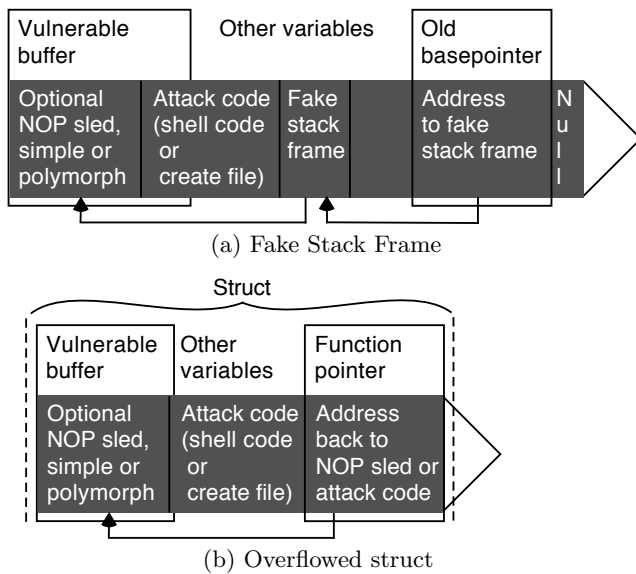 Vulnerable
buffer
Other variables
Old
basepointer
Optional
NOP sled,
simple or
polymorph
Attack code
(shell code
or
create file)
Fake
stack
frame
Address
to fake
stack frame
N
u
l
l
(a) Fake Stack Frame
Struct
Vulnerable
buffer
Other
variables
Function
pointer
Optional
NOP sled,
simple or
polymorph
Attack code
(shell code
or
create file)
Address
back to
NOP sled or
attack code
(b) Overflowed struct